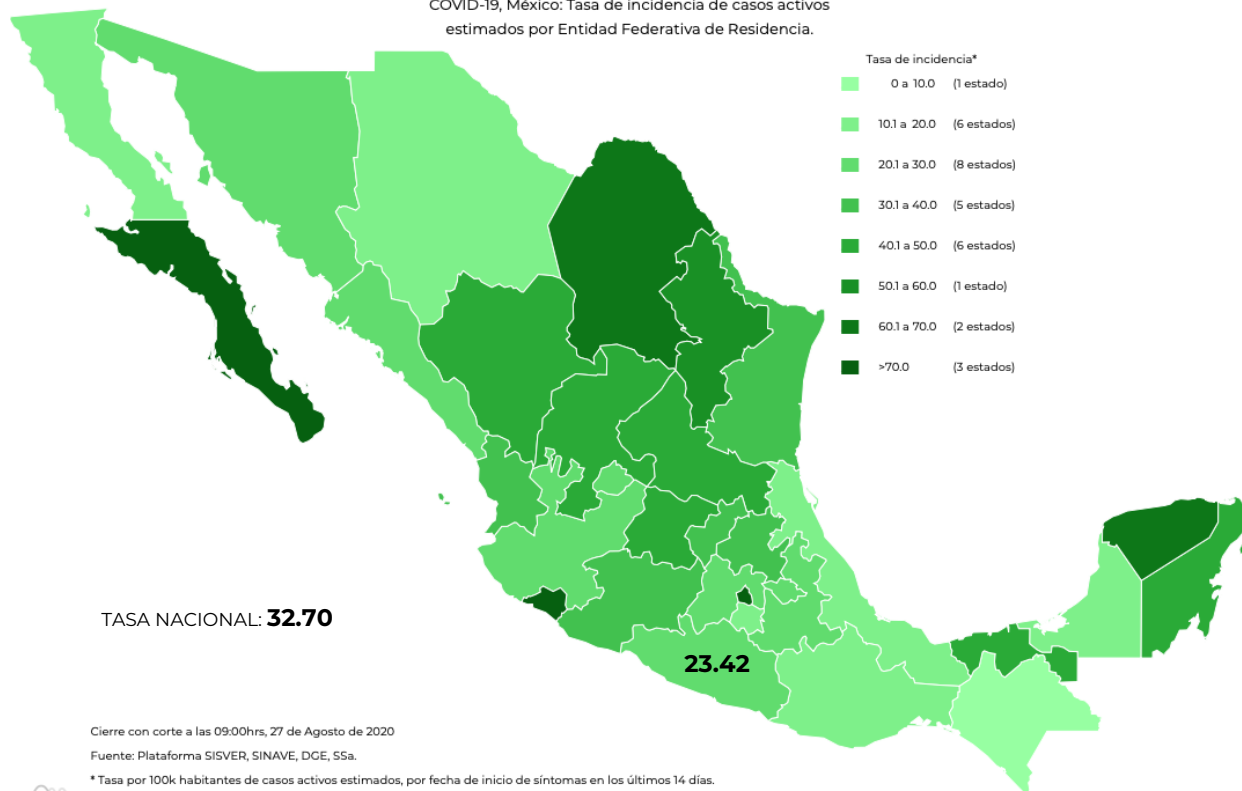 COVID-19, México: Tasa de incidencia de casos activos
estimados por Entidad Federativa de Residencia.
Tasa de incidencia*
0 a 10.0 (1 estado)
10.1 a 20.0 (6 estados)
20.1 a 30.0 (8 estados)
30.1 a 40.0 (5 estados)
40.1 a 50.0 (6 estados)
50.1 a 60.0 (1 estado)
60.1 a 70.0 (2 estados)
>70.0 (3 estados)
TASA NACIONAL: 32.70
23.42
Cierre con corte a las 09:00hrs, 27 de Agosto de 2020
Fuente: Plataforma SISVER, SINAVE, DGE, SSa.
* Tasa por 100k habitantes de casos activos estimados, por fecha de inicio de síntomas en los últimos 14 días.